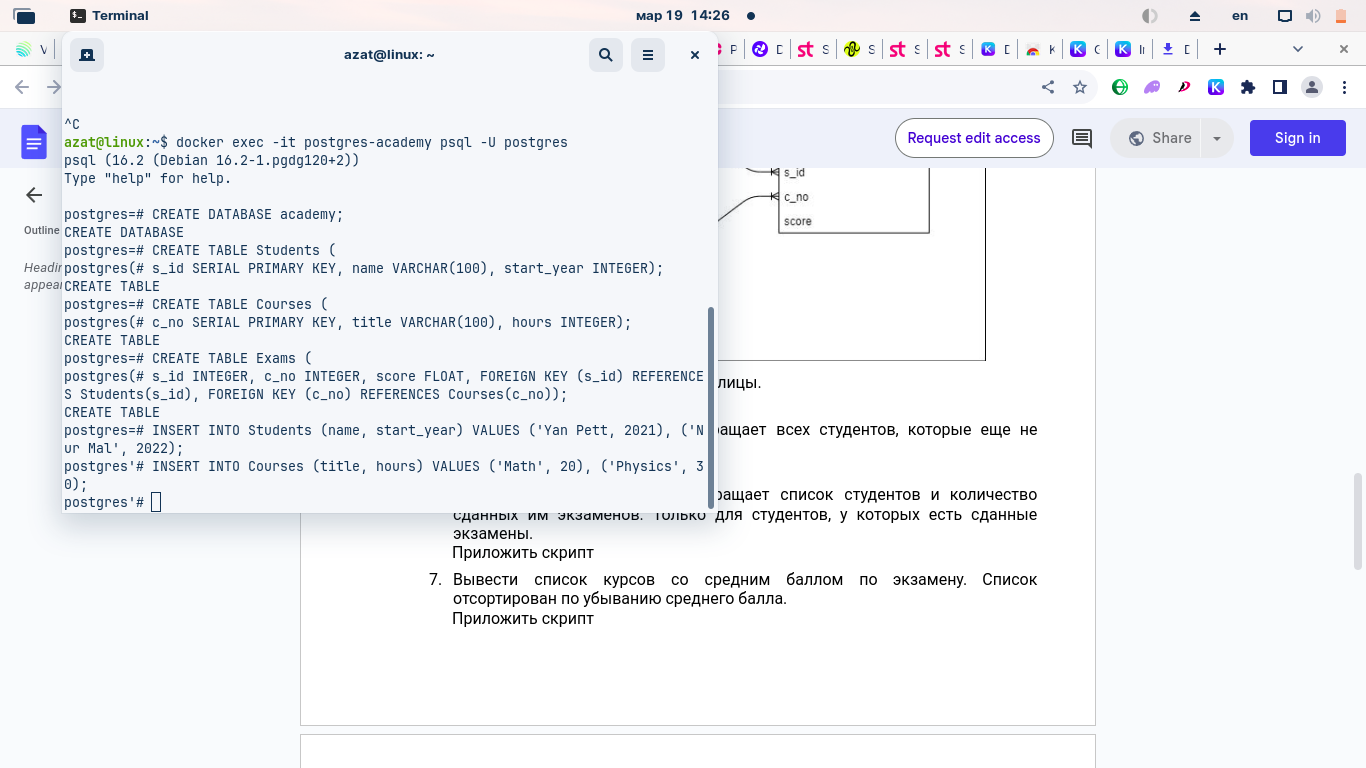 Terminal
мар 19 14:26
en
azat@linux: ~
^C
azat@linux:~$ docker exec -it postgres-academy psql -U postgres
psql (16.2 (Debian 16.2-1.pgdg120+2))
Type "help" for help.
postgres=# CREATE DATABASE academy;
CREATE DATABASE
postgres=# CREATE TABLE Students (
postgres(# s_id SERIAL PRIMARY KEY, name VARCHAR(100), start_year INTEGER);
CREATE TABLE
postgres=# CREATE TABLE Courses (
postgres(# c_no SERIAL PRIMARY KEY, title VARCHAR(100), hours INTEGER);
CREATE TABLE
postgres=# CREATE TABLE Exams (
postgres(# s_id INTEGER, c_no INTEGER, score FLOAT, FOREIGN KEY (s_id) REFERENCE
S Students(s_id), FOREIGN KEY (c_no) REFERENCES Courses(c_no));
CREATE TABLE
postgres=# INSERT INTO Students (name, start_year) VALUES ('Yan Pett, 2021), ('N
ur Mal', 2022);
postgres'# INSERT INTO Courses (title, hours) VALUES ('Math', 20), ('Physics', 3
0);
postgres'#
Request edit access
Share
Sign in
Outline
s_id
c_no
score
лицы.
ращает всех студентов, которые еще не
ращает список студентов и количество
сданных им экзаменов. Только для студентов, у которых есть сданные
экзамены.
Приложить скрипт
7. Вывести список курсов со средним баллом по экзамену. Список
отсортирован по убыванию среднего балла.
Приложить скрипт